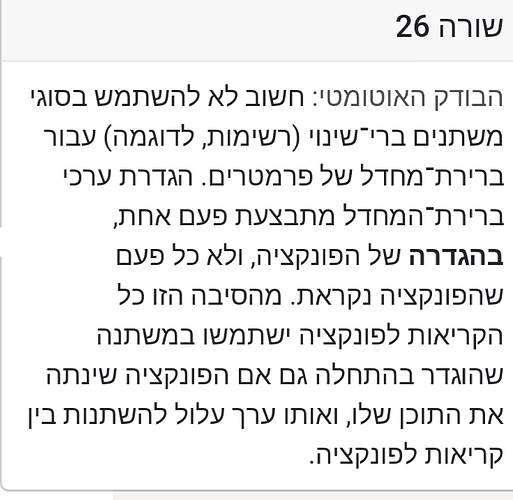 שורה 26
הבודק האוטומטי: חשוב לא להשתמש בסוגי
משתנים ברי־שינוי (רשימות, לדוגמה) עבור
ברירת־מחדל של פרמטרים. הגדרת ערכי
ברירת־המחדל מתבצעת פעם אחת,
בהגדרה של הפונקציה, ולא כל פעם
שהפונקציה נקראת. מהסיבה הזו כל
הקריאות לפונקציה ישתמשו במשתנה
שהוגדר בהתחלה גם אם הפונקציה שינתה
את התוכן שלו, ואותו ערך עלול להשתנות בין
קריאות לפונקציה.